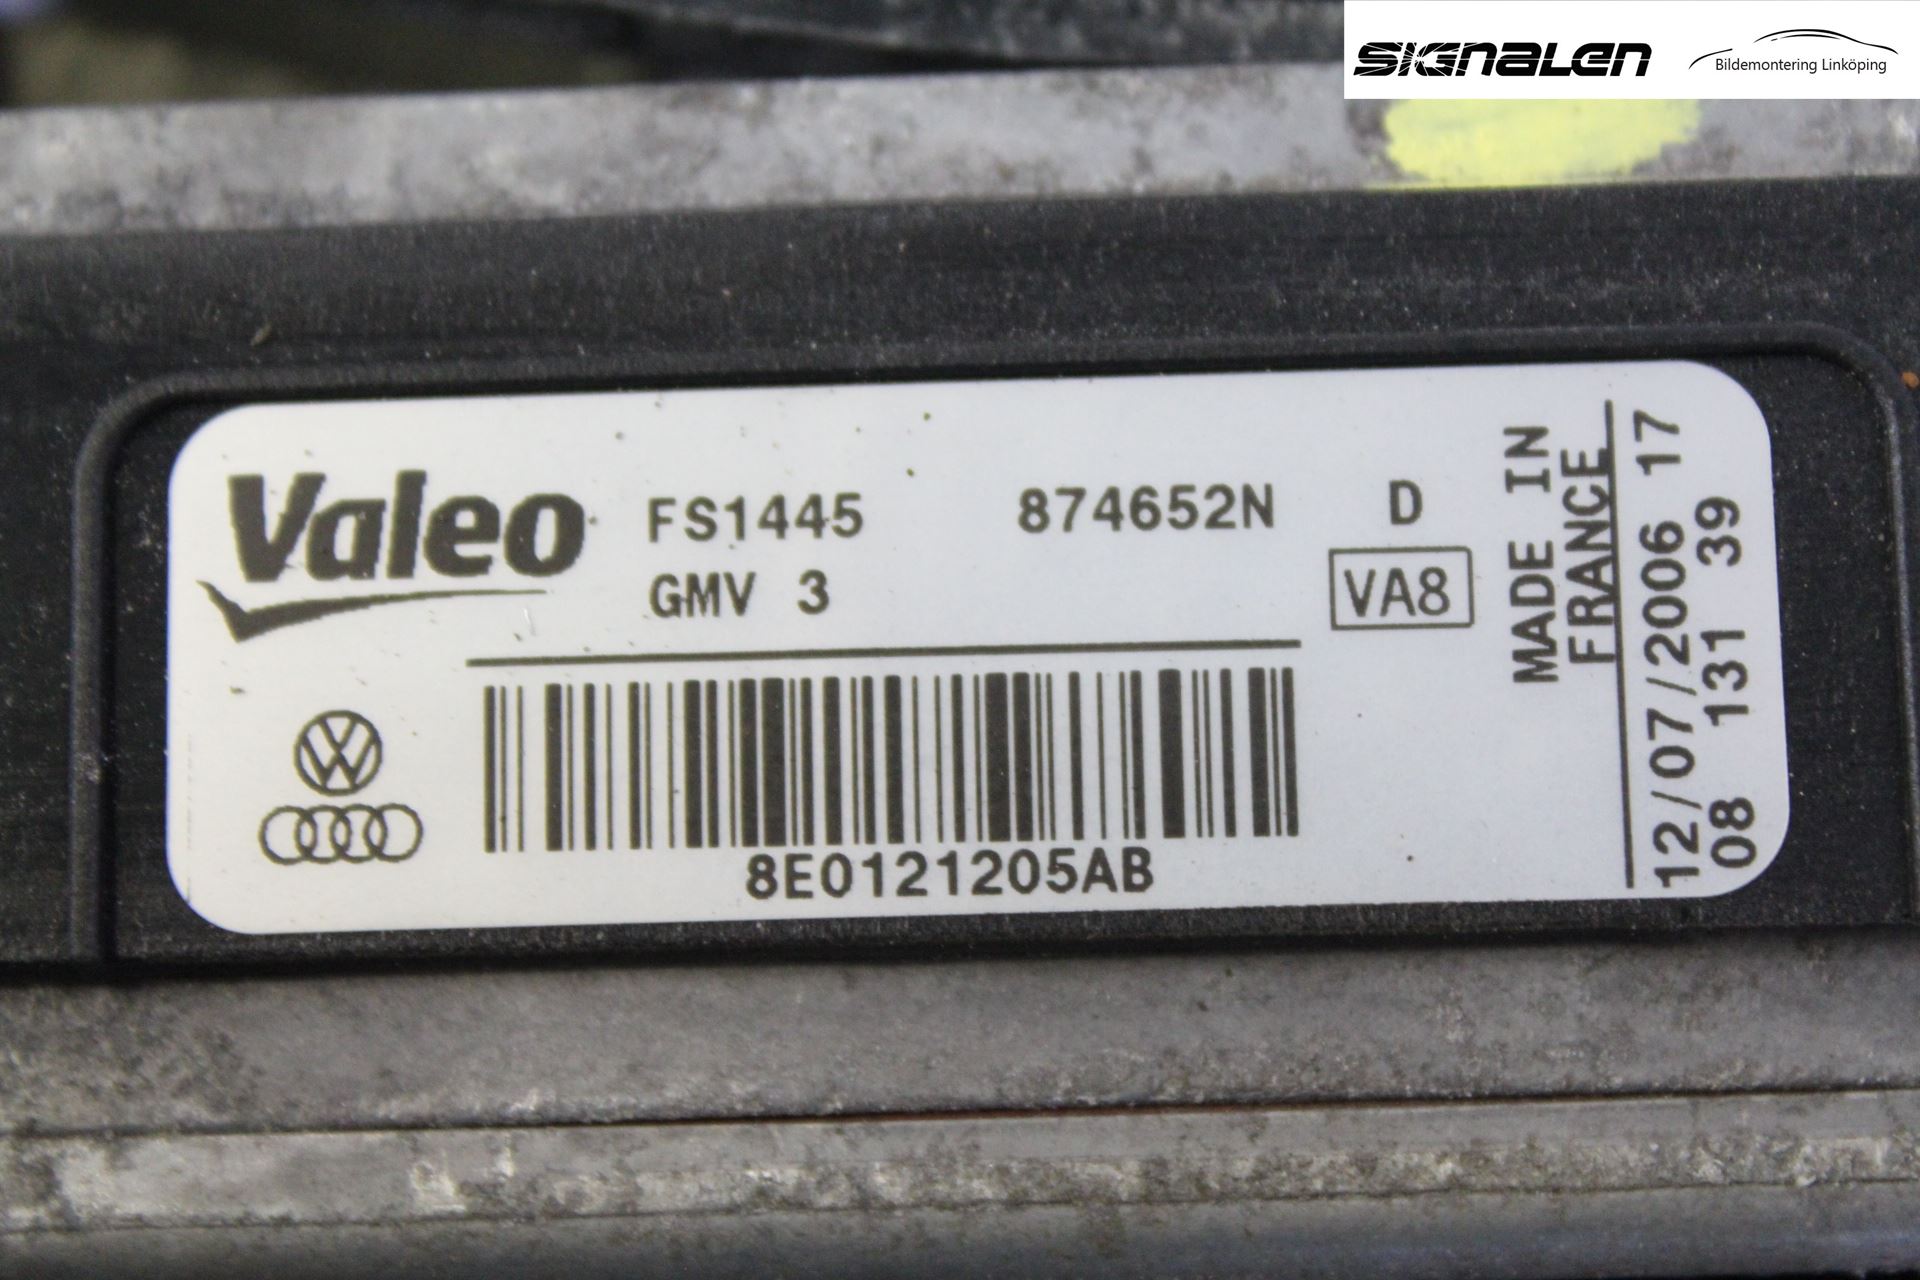 SIGNALEN
Bildemontering Linköping
Valeo FS1445 874652N D
GMV 3 VA8
8E0121205AB
MADE IN
FRANCE
12/07/2006 17
08 131 39